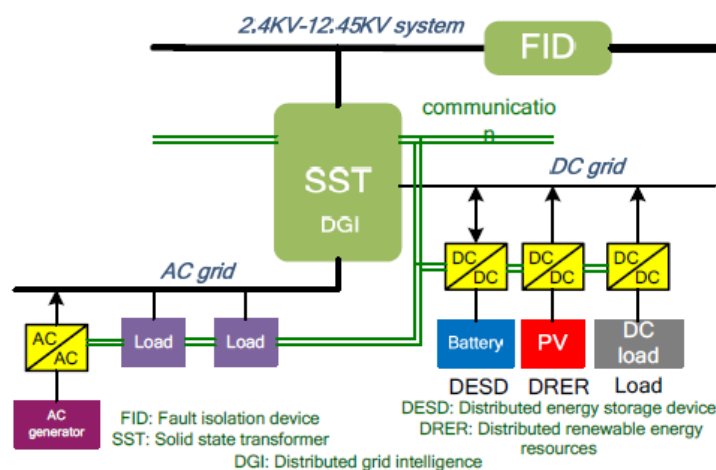 2.4KV-12.45KV system
FID
communicatio
n
SST
DGI
DC grid
AC grid
DC
DC
DC
DC
DC
DC
AC
AC
Load
Load
Battery
PV
DC
load
DESD
DRER
Load
AC
generator
FID: Fault isolation device
SST: Solid state transformer
DGI: Distributed grid intelligence
DESD: Distributed energy storage device
DRER: Distributed renewable energy
resources